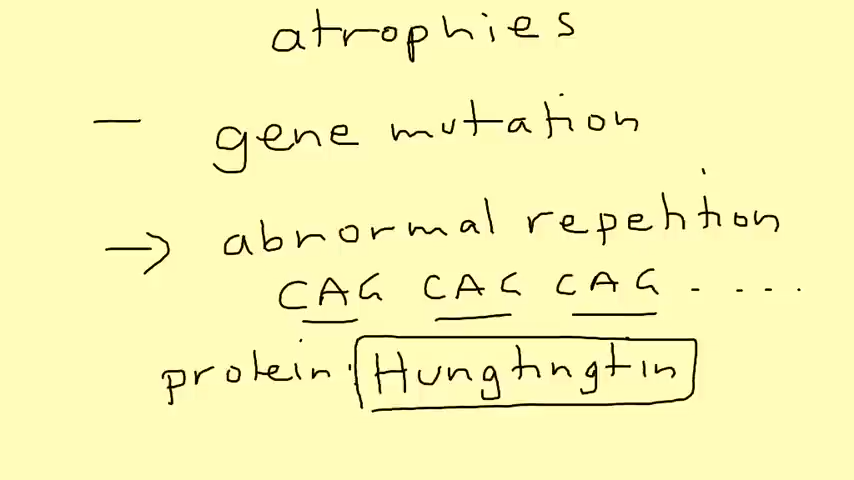 atrophies
— gene mutation
→ abnormal repetition
CAG CAG CAG - - - - .
protein: Hungtingtin